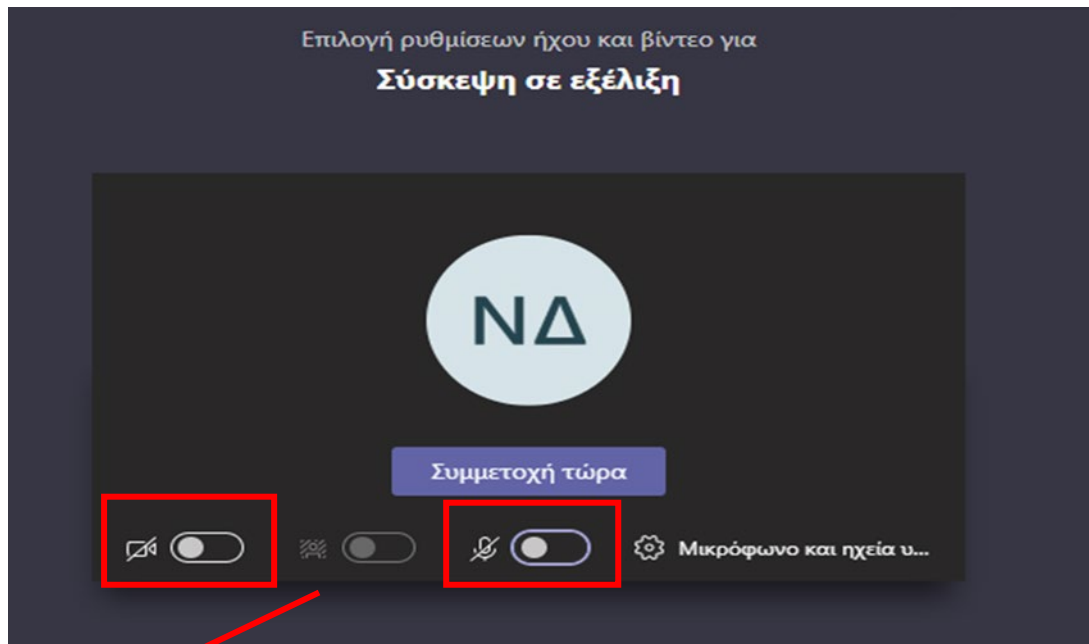 Επιλογή ρυθμίσεων ήχου και βίντεο για
Σύσκεψη σε εξέλιξη
ΝΔ
Συμμετοχή τώρα
Μικρόφωνο και ηχεία υ...